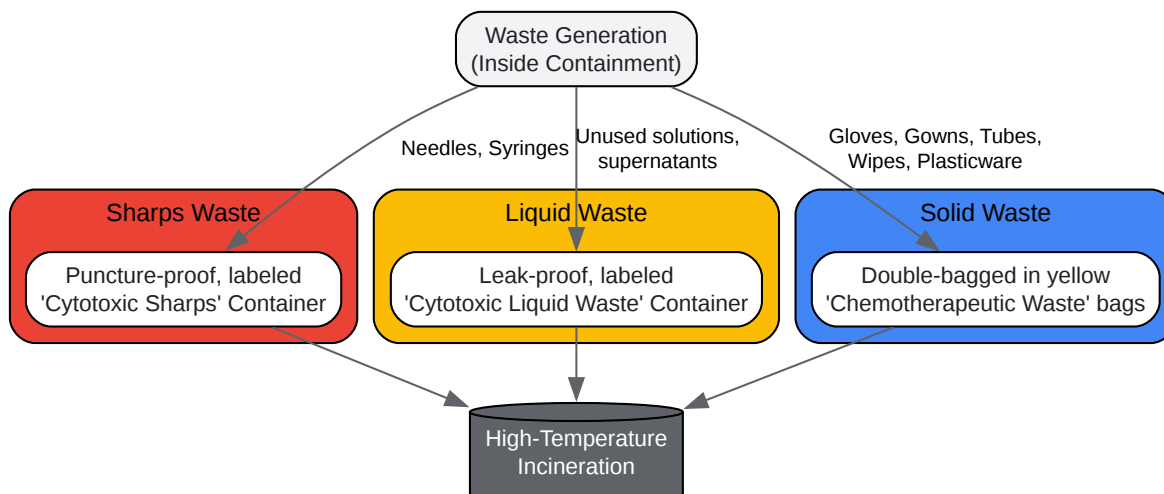 Waste Generation
(Inside Containment)
Needles, Syringes
Unused solutions,
supernatants
Gloves, Gowns, Tubes,
Wipes, Plasticware
Sharps Waste
Liquid Waste
Solid Waste
Puncture-proof, labeled
'Cytotoxic Sharps' Container
Leak-proof, labeled
'Cytotoxic Liquid Waste' Container
Double-bagged in yellow
'Chemotherapeutic Waste' bags
High-Temperature
Incineration